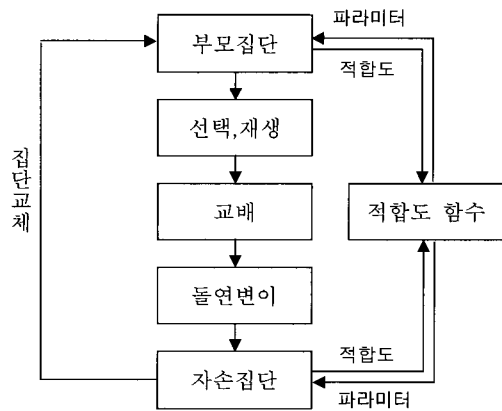 파라미터
부모집단
적합도
선택,재생
집단교체
교배
적합도 함수
돌연변이
적합도
자손집단
파라미터